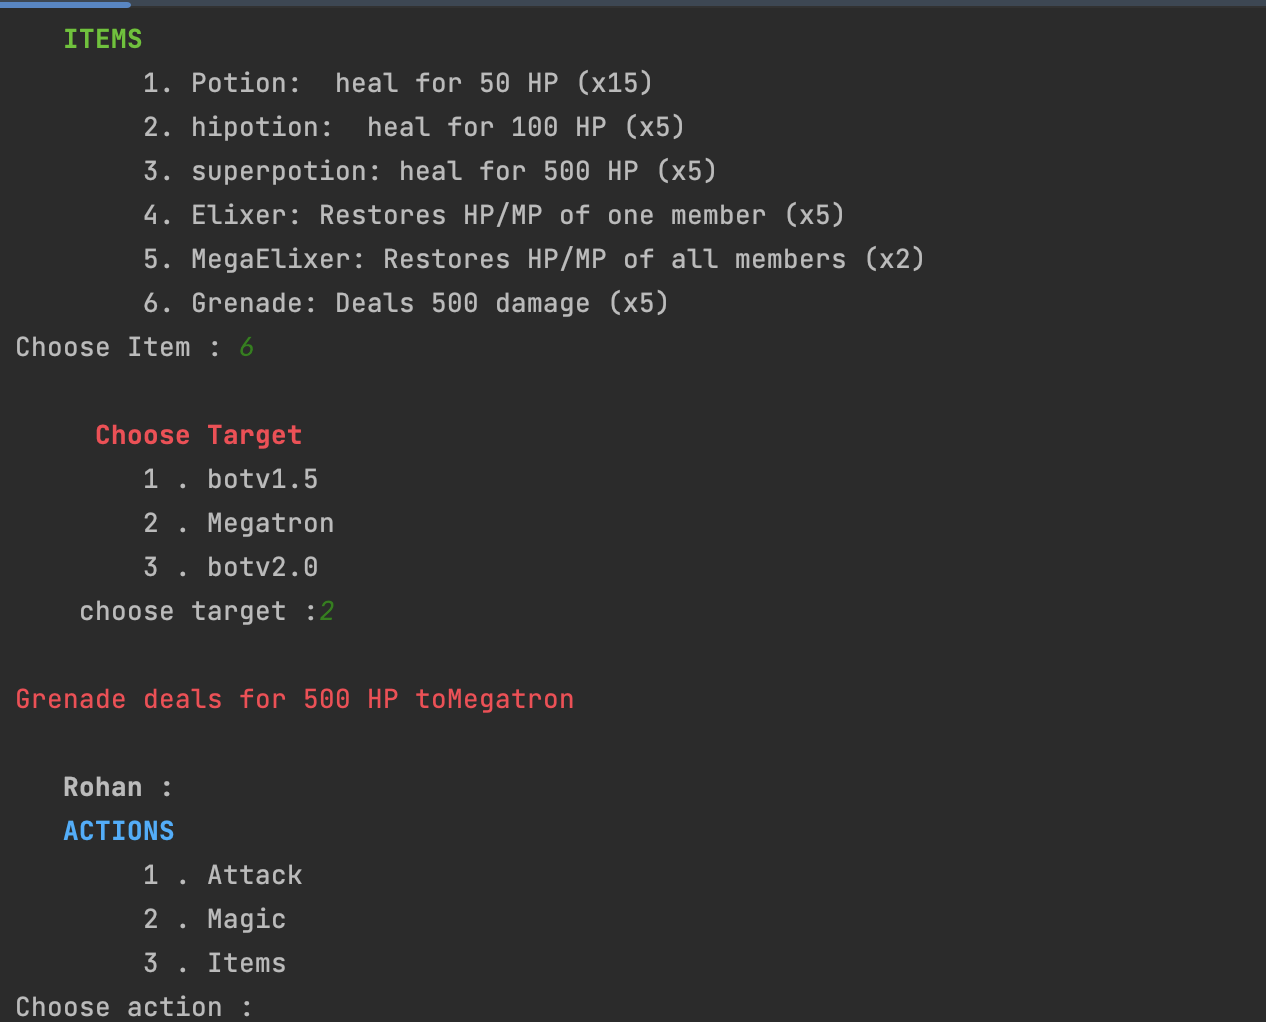 ITEMS
1. Potion:  heal for 50 HP (x15)
2. hipotion:  heal for 100 HP (x5)
3. superpotion: heal for 500 HP (x5)
4. Elixer: Restores HP/MP of one member (x5)
5. MegaElixer: Restores HP/MP of all members (x2)
6. Grenade: Deals 500 damage (x5)
Choose Item : 6
Choose Target
1 . botv1.5
2 . Megatron
3 . botv2.0
choose target :2
Grenade deals for 500 HP toMegatron
Rohan :
ACTIONS
1 . Attack
2 . Magic
3 . Items
Choose action :